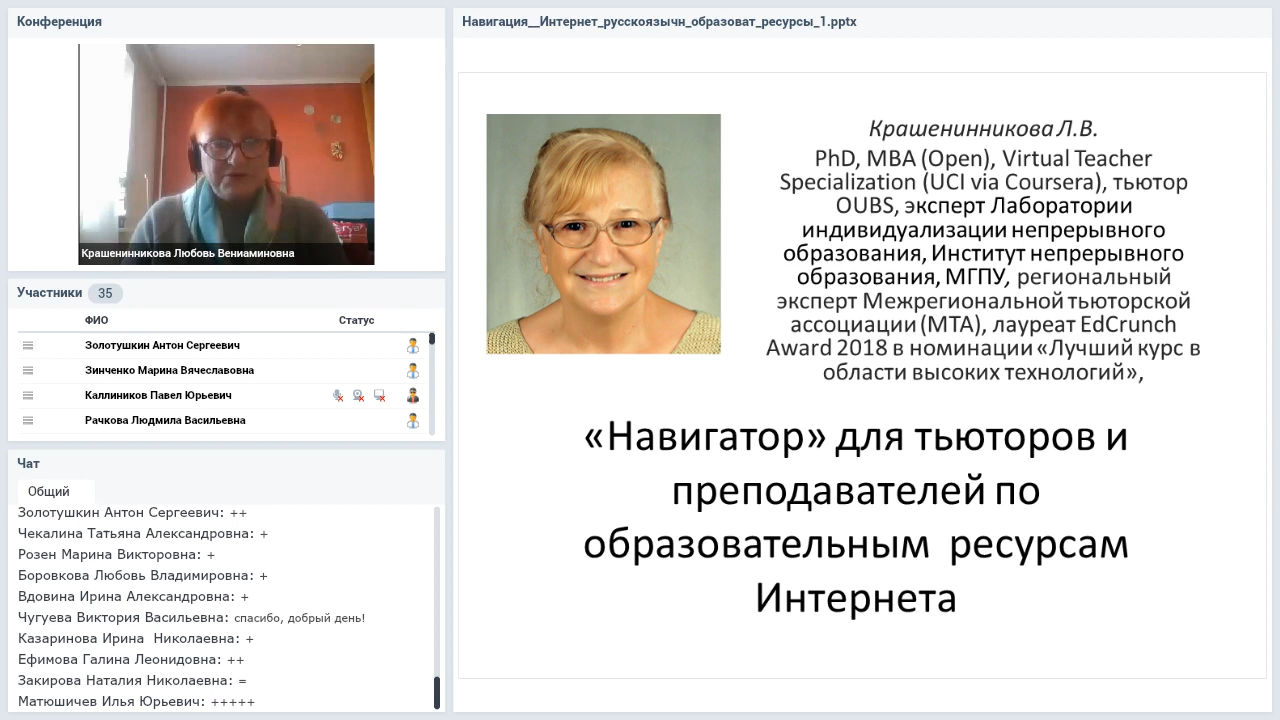 Конференция
Крашенинникова Любовь Вениаминовна
Участники 35
ФИО Статус
Золотушкин Антон Сергеевич
Зинченко Марина Вячеславовна
Каллиников Павел Юрьевич
Рачкова Людмила Васильевна
Чат
Общий
Золотушкин Антон Сергеевич: ++
Чекалина Татьяна Александровна: +
Розен Марина Викторовна: +
Боровкова Любовь Владимировна: +
Вдовина Ирина Александровна: +
Чугуева Виктория Васильевна: спасибо, добрый день!
Казаринова Ирина  Николаевна: +
Ефимова Галина Леонидовна: ++
Закирова Наталия Николаевна: =
Матюшичев Илья Юрьевич: +++++
Навигация__Интернет_русскоязычн_образоват_ресурсы_1.pptx
Крашенинникова Л.В.
PhD, MBA (Open), Virtual Teacher
Specialization (UCI via Coursera), тьютор
OUBS, эксперт Лаборатории
индивидуализации непрерывного
образования, Институт непрерывного
образования, МГПУ, региональный
эксперт Межрегиональной тьюторской
ассоциации (МТА), лауреат EdCrunch
Award 2018 в номинации «Лучший курс в
области высоких технологий»,
«Навигатор» для тьюторов и
преподавателей по
образовательным  ресурсам
Интернета